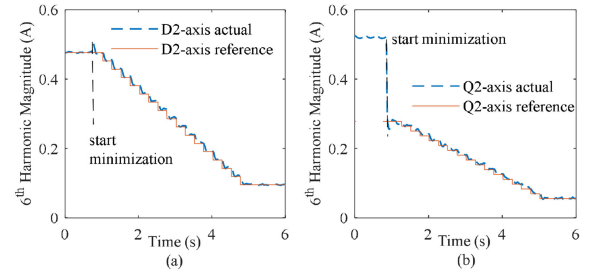 0.6
0.4
0.2
0
0 2 4 6
6th Harmonic Magnitude (A)
D2-axis actual
D2-axis reference
start
minimization
Time (s)
(a)
0.6
0.4
0.2
0
0 2 4 6
6th Harmonic Magnitude (A)
start minimization
Q2-axis actual
Q2-axis reference
Time (s)
(b)